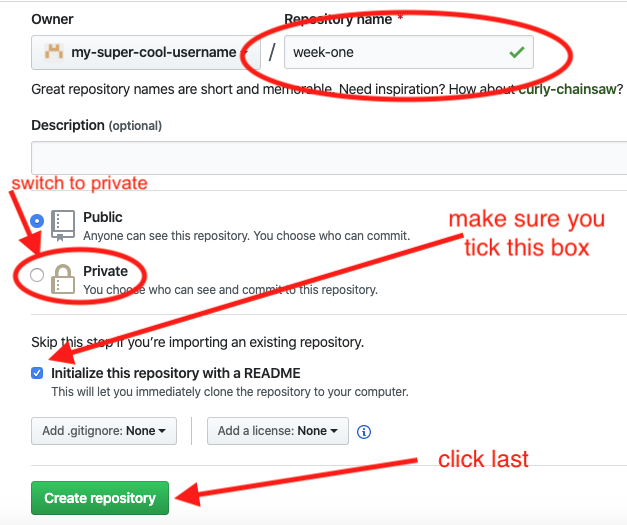 Owner
Repository name *
my-super-cool-username / week-one
Great repository names are short and memorable. Need inspiration? How about curly-chainsaw?
Description (optional)
switch to private
Public
Anyone can see this repository. You choose who can commit.
make sure you
tick this box
Private
You choose who can see and commit to this repository.
Skip this step if you’re importing an existing repository.
Initialize this repository with a README
This will let you immediately clone the repository to your computer.
Add .gitignore: None
Add a license: None
click last
Create repository